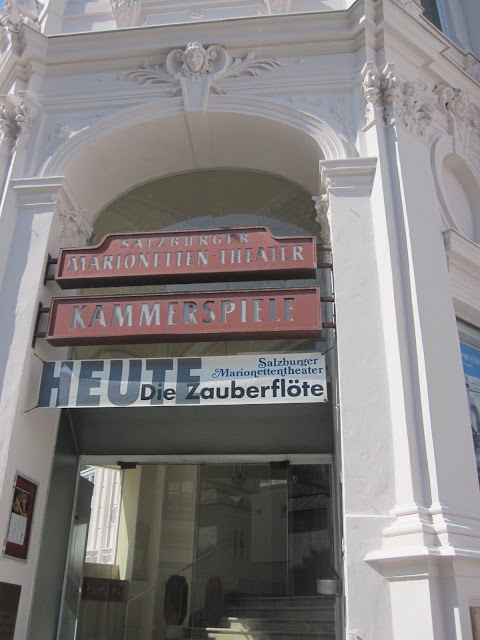 SALZBURGER
MARIONETTEN-THEATER
KAMMERSPIELE
HEUTE
Salzburger
Marionettentheater
Die Zauberflöte